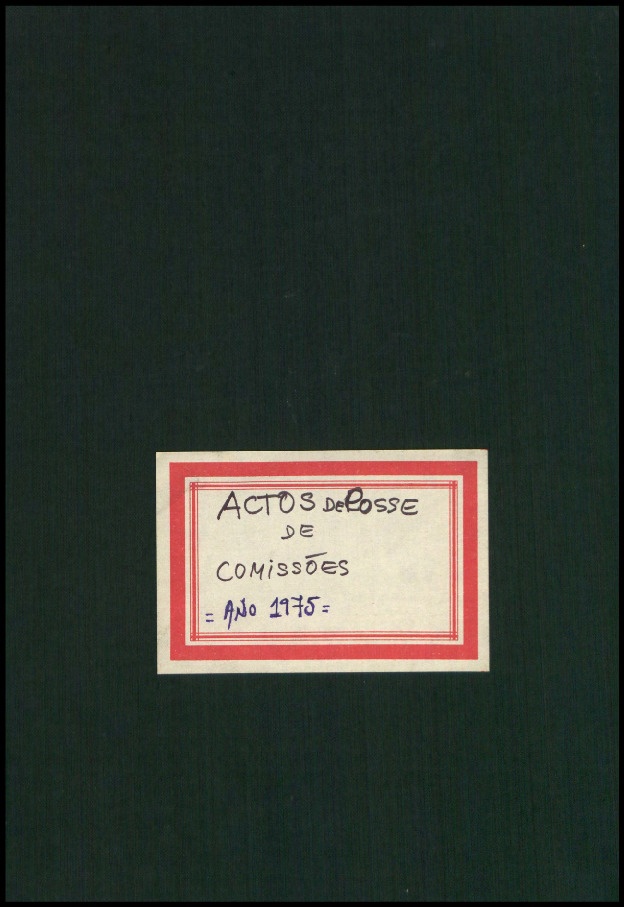 ACTOS DE POSSE
DE
COMISSÕES
= ANO 1975=